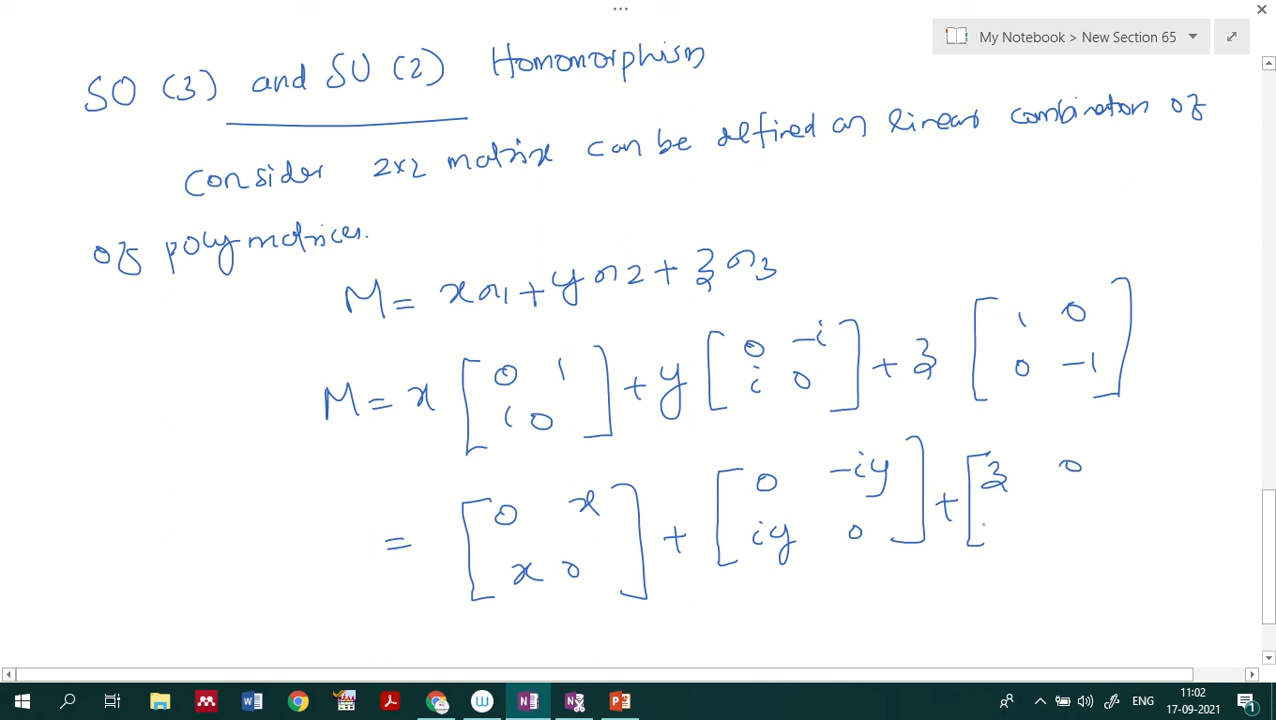 ...
My Notebook > New Section 65
SO (3) and SU (2) Homomorphism
Consider 2x2 matrix can be defined as linear combination of
of poly matrices.
M = xσ1 + yσ2 + zσ3
M = x [0 1 1 0] + y [0 -i i 0] + z [1 0 0 -1]
= [0 x x 0] + [0 -iy iy 0] + [z 0
ENG
11:02
17-09-2021